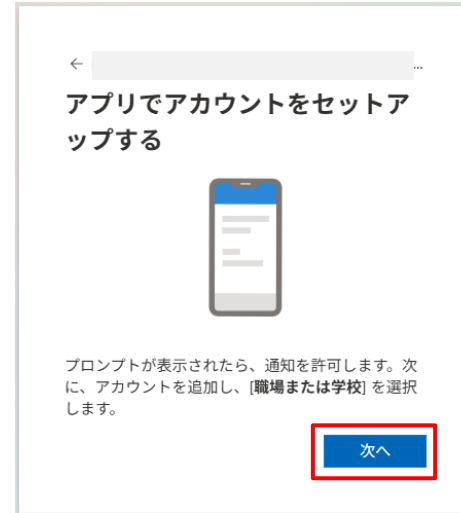 ←
...
アプリでアカウントをセットア
ップする
プロンプトが表示されたら、通知を許可します。次
に、アカウントを追加し、[職場または学校] を選択
します。
次へ